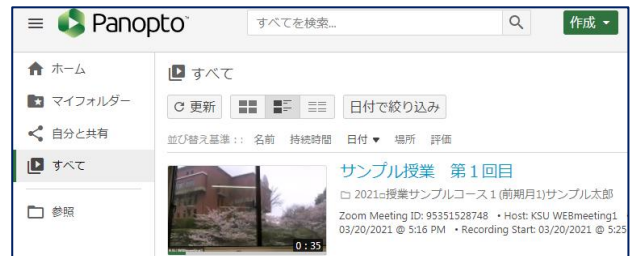 Panopto
すべてを検索...
作成
ホーム
マイフォルダー
自分と共有
すべて
参照
すべて
更新
日付で絞り込み
並び替え基準:: 名前 持続時間 日付 ▼ 場所 評価
サンプル授業 第1回目
2021□授業サンプルコース1(前期月1)サンプル太郎
Zoom Meeting ID: 95351528748 • Host: KSU WEBmeeting1
03/20/2021 @ 5:16 PM • Recording Start: 03/20/2021 @ 5:25
0:35